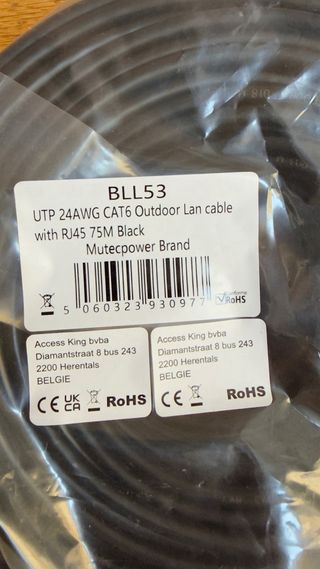 BLL53
UTP 24AWG CAT6 Outdoor Lan cable
with RJ45 75M Black
Mutecpower Brand
5 060323 930977
RoHS
Access King bvba
Diamantstraat 8 bus 243
2200 Herentals
BELGIE
CE UK CA RoHS
Access King bvba
Diamantstraat 8 bus 243
2200 Herentals
BELGIE
CE RoHS